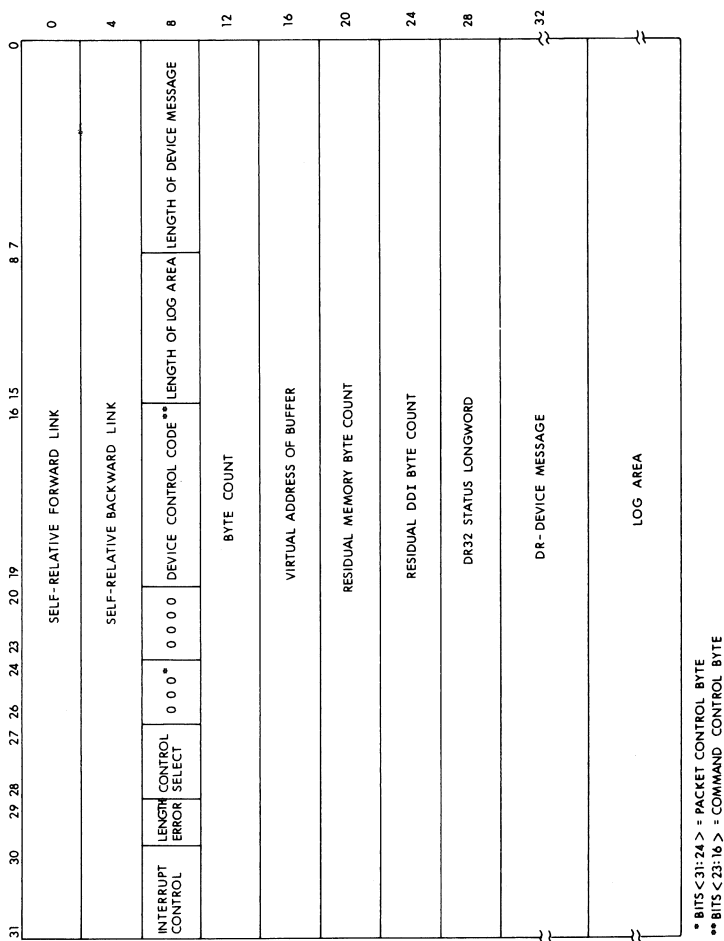 31 30 29 28 27 26 24 23 20 19 16 15 8 7 0
SELF-RELATIVE FORWARD LINK 0
SELF-RELATIVE BACKWARD LINK 4
INTERRUPT CONTROL LENGTH ERROR CONTROL SELECT 0 0 0* 0 0 0 0 DEVICE CONTROL CODE ** LENGTH OF LOG AREA LENGTH OF DEVICE MESSAGE 8
BYTE COUNT 12
VIRTUAL ADDRESS OF BUFFER 16
RESIDUAL MEMORY BYTE COUNT 20
RESIDUAL DDI BYTE COUNT 24
DR32 STATUS LONGWORD 28
DR-DEVICE MESSAGE 32
LOG AREA
* BITS <31:24> = PACKET CONTROL BYTE
** BITS <23:16> = COMMAND CONTROL BYTE